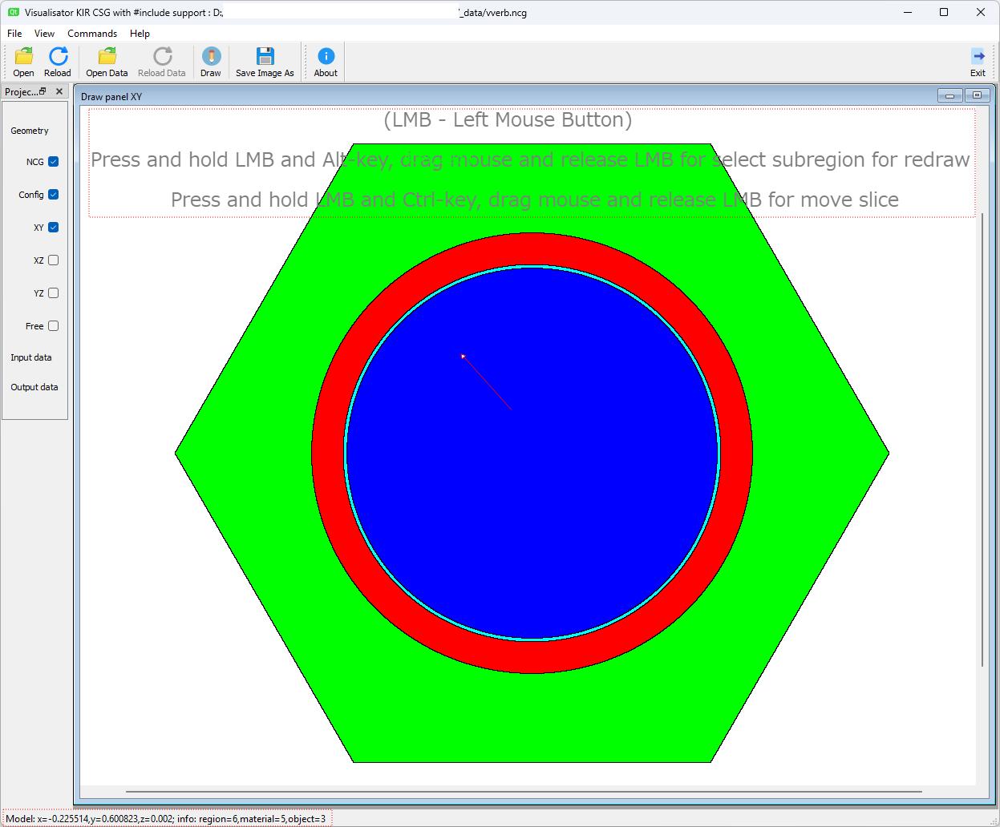 Visualisator KIR CSG with #include support : D:, /_data/vverb.ncg
File View Commands Help
Open Reload Open Data Reload Data Draw Save Image As About Exit
Projec...
Draw panel XY
Geometry
NCG
Config
XY
XZ
YZ
Free
Input data
Output data
(LMB - Left Mouse Button)
Press and hold LMB and Alt-key, drag mouse and release LMB for select subregion for redraw
Press and hold LMB and Ctrl-key, drag mouse and release LMB for move slice
Model: x=-0.225514,y=0.600823,z=0.002; info: region=6,material=5,object=3